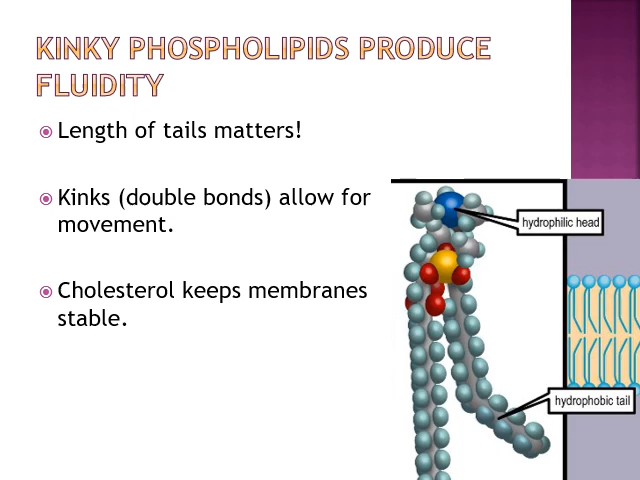 KINKY PHOSPHOLIPIDS PRODUCE
FLUIDITY
Length of tails matters!
Kinks (double bonds) allow for
movement.
Cholesterol keeps membranes
stable.
hydrophilic head
hydrophobic tail